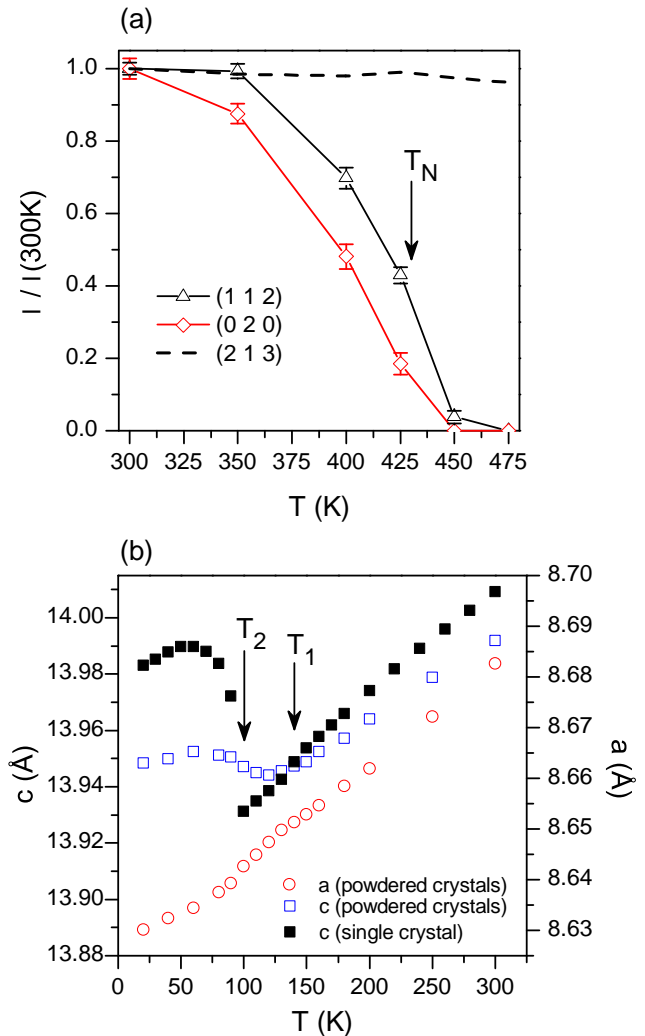 (a)
1.0
0.8
0.6
0.4
0.2
0.0
I / I(300K)
T_N
(1 1 2)
(0 2 0)
(2 1 3)
300 325 350 375 400 425 450 475
T (K)
(b)
14.00
13.98
13.96
13.94
13.92
13.90
13.88
c (Å)
T_2
T_1
8.70
8.69
8.68
8.67
8.66
8.65
8.64
8.63
a (Å)
a (powdered crystals)
c (powdered crystals)
c (single crystal)
0 50 100 150 200 250 300
T (K)